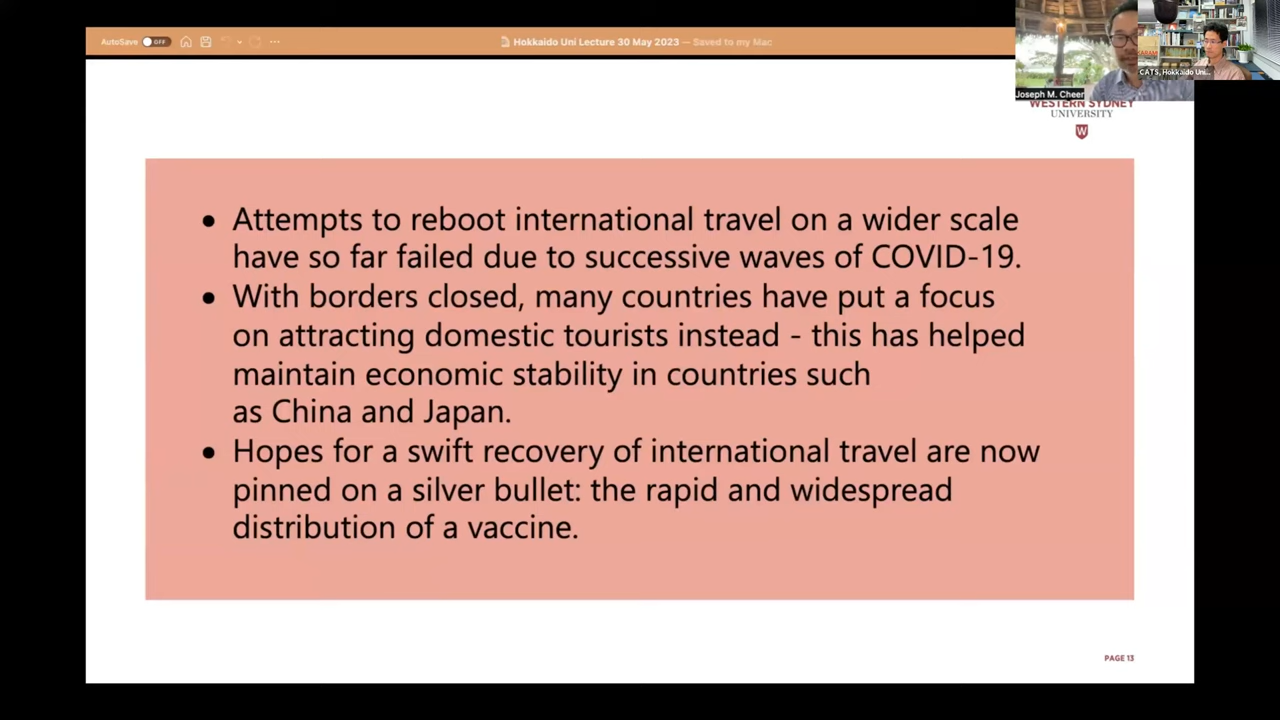 AutoSave OFF
Hokkaido Uni Lecture 30 May 2023 — Saved to my Mac
Joseph M. Cheer
CATS, Hokkaido Uni...
WESTERN SYDNEY
UNIVERSITY
W
• Attempts to reboot international travel on a wider scale
have so far failed due to successive waves of COVID-19.
• With borders closed, many countries have put a focus
on attracting domestic tourists instead - this has helped
maintain economic stability in countries such
as China and Japan.
• Hopes for a swift recovery of international travel are now
pinned on a silver bullet: the rapid and widespread
distribution of a vaccine.
PAGE 13